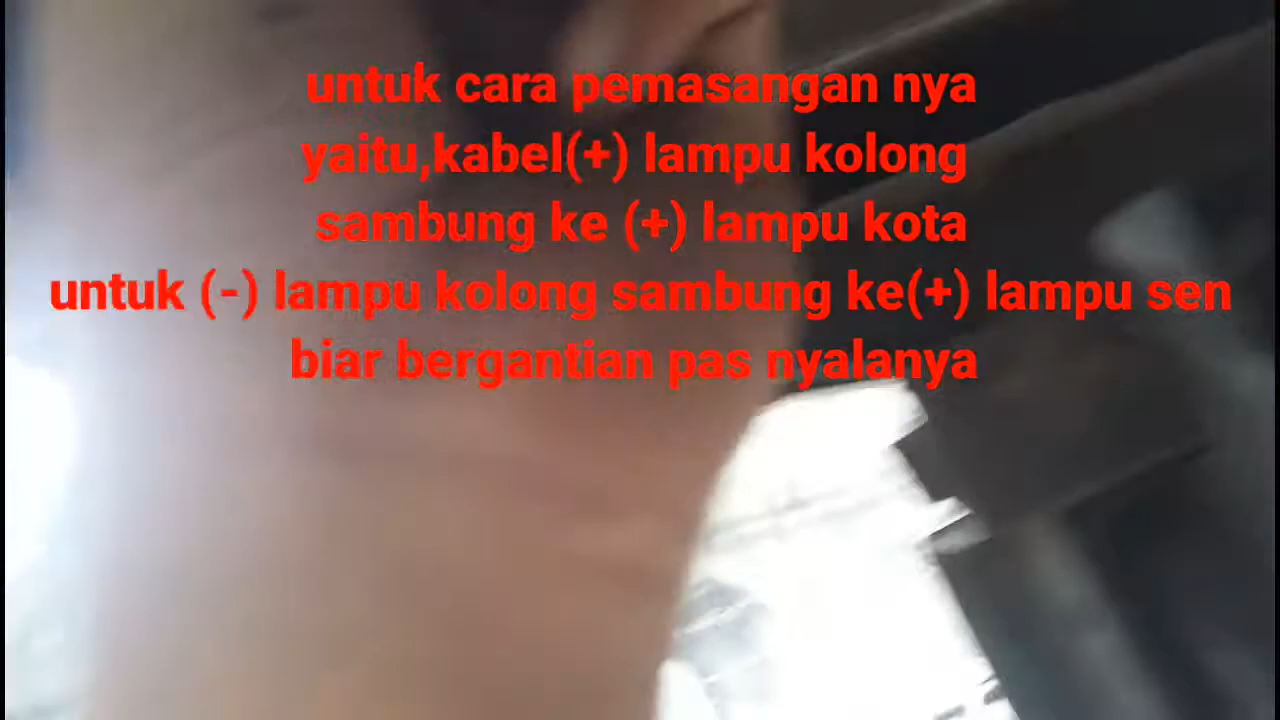 untuk cara pemasangan nya
yaitu,kabel(+) lampu kolong
sambung ke (+) lampu kota
untuk (-) lampu kolong sambung ke(+) lampu sen
biar bergantian pas nyalanya